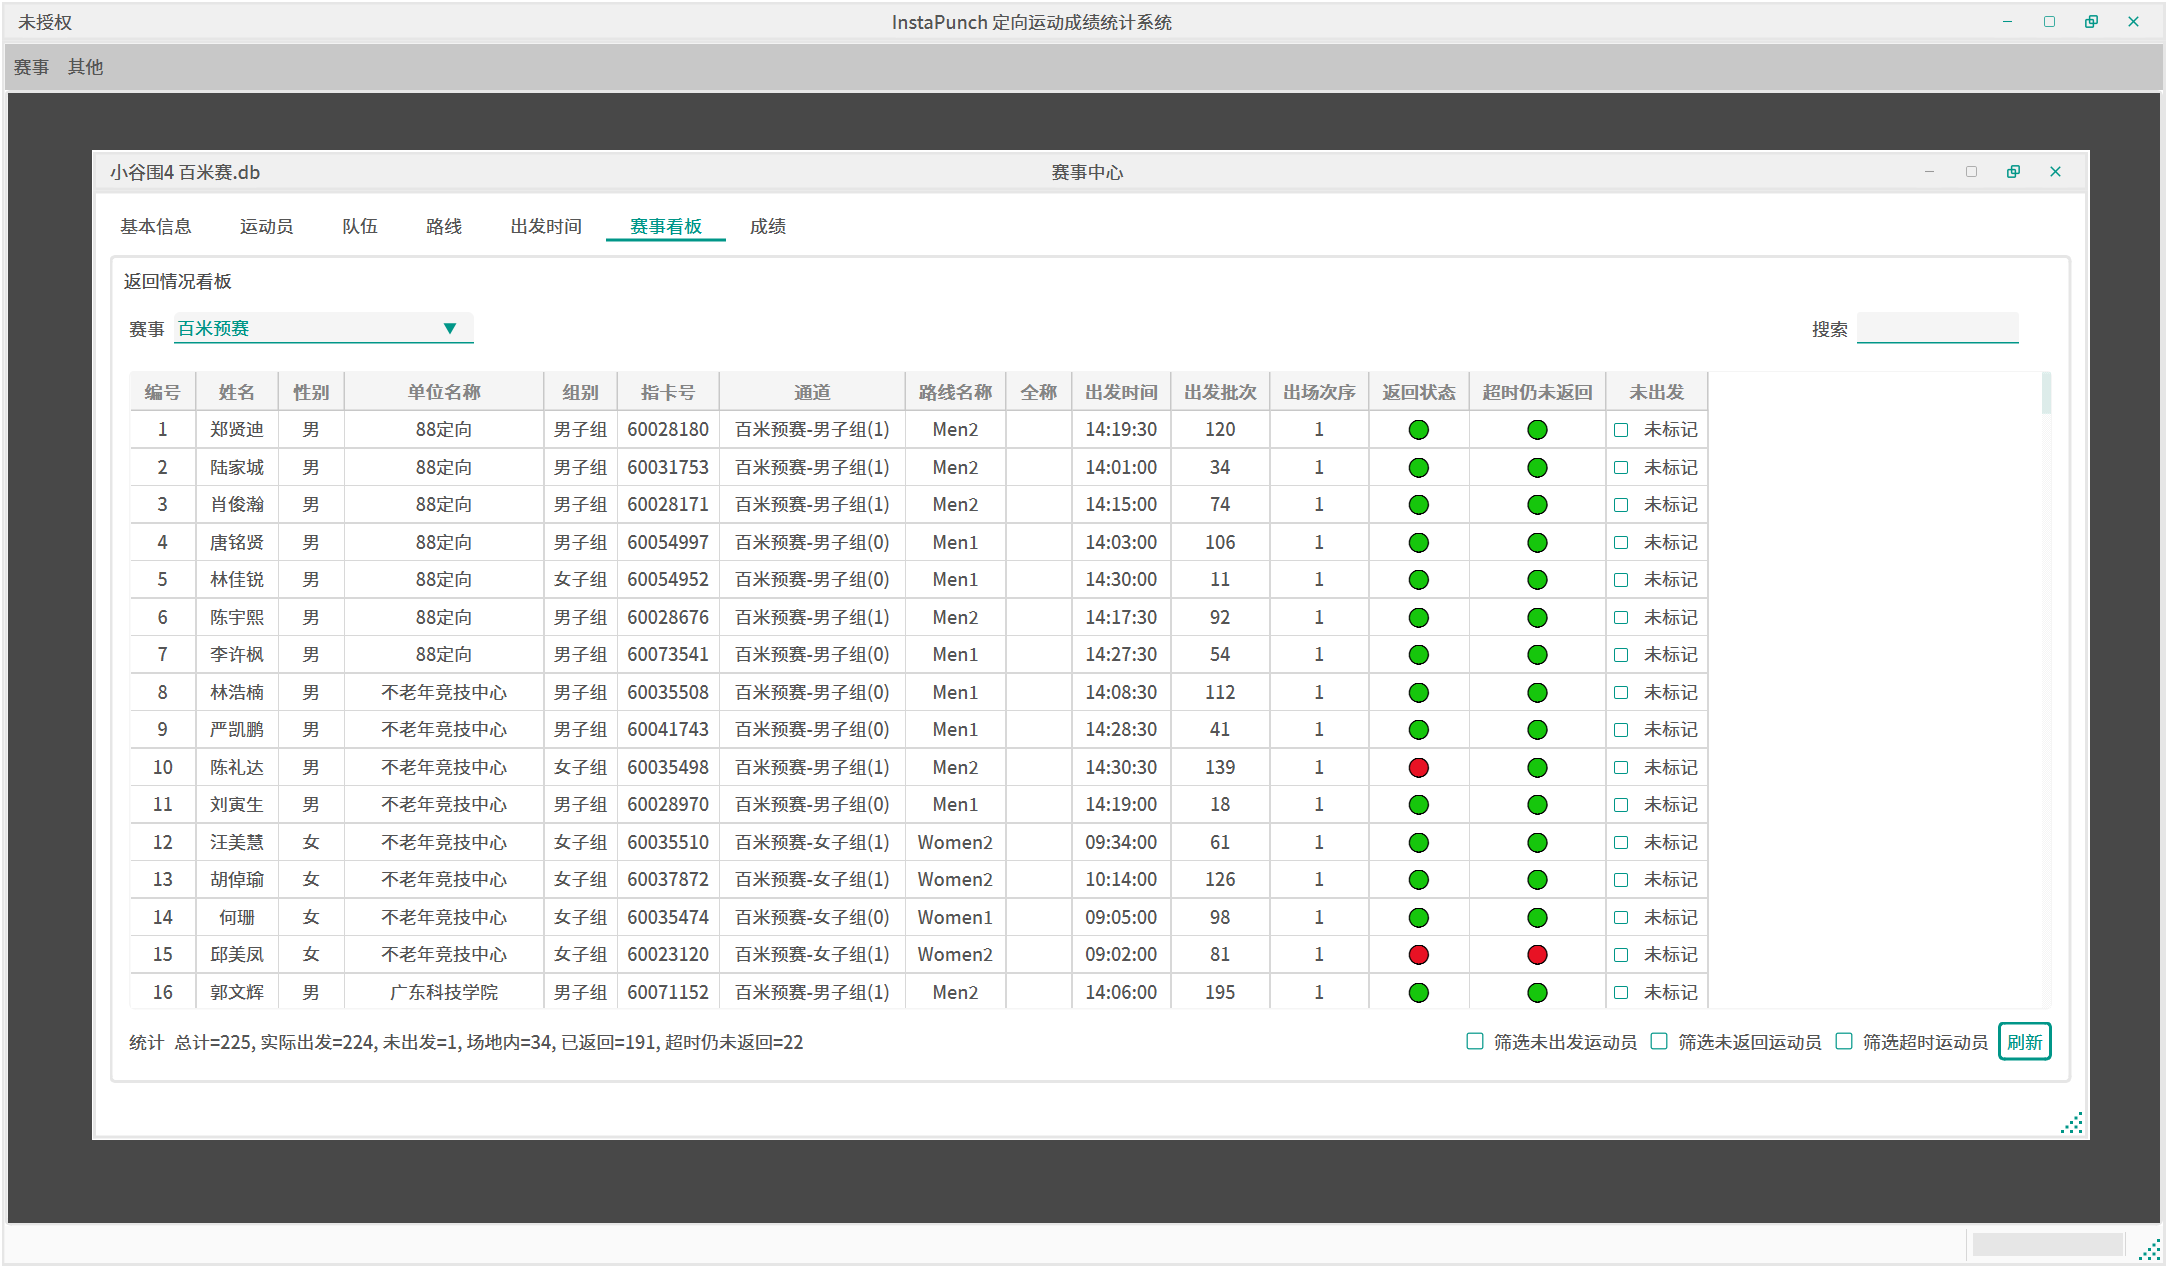 未授权 InstaPunch 定向运动成绩统计系统
赛事 其他
小谷围4 百米赛.db 赛事中心
基本信息 运动员 队伍 路线 出发时间 赛事看板 成绩
返回情况看板
赛事 百米预赛 搜索
编号 姓名 性别 单位名称 组别 指卡号 通道 路线名称 全称 出发时间 出发批次 出场次序 返回状态 超时仍未返回 未出发
1 郑贤迪 男 88定向 男子组 60028180 百米预赛-男子组(1) Men2 14:19:30 120 1 未标记
2 陆家城 男 88定向 男子组 60031753 百米预赛-男子组(1) Men2 14:01:00 34 1 未标记
3 肖俊瀚 男 88定向 男子组 60028171 百米预赛-男子组(1) Men2 14:15:00 74 1 未标记
4 唐铭贤 男 88定向 男子组 60054997 百米预赛-男子组(0) Men1 14:03:00 106 1 未标记
5 林佳锐 男 88定向 女子组 60054952 百米预赛-男子组(0) Men1 14:30:00 11 1 未标记
6 陈宇熙 男 88定向 男子组 60028676 百米预赛-男子组(1) Men2 14:17:30 92 1 未标记
7 李许枫 男 88定向 男子组 60073541 百米预赛-男子组(0) Men1 14:27:30 54 1 未标记
8 林浩楠 男 不老年竞技中心 男子组 60035508 百米预赛-男子组(0) Men1 14:08:30 112 1 未标记
9 严凯鹏 男 不老年竞技中心 男子组 60041743 百米预赛-男子组(0) Men1 14:28:30 41 1 未标记
10 陈礼达 男 不老年竞技中心 女子组 60035498 百米预赛-男子组(1) Men2 14:30:30 139 1 未标记
11 刘寅生 男 不老年竞技中心 男子组 60028970 百米预赛-男子组(0) Men1 14:19:00 18 1 未标记
12 汪美慧 女 不老年竞技中心 女子组 60035510 百米预赛-女子组(1) Women2 09:34:00 61 1 未标记
13 胡倬瑜 女 不老年竞技中心 女子组 60037872 百米预赛-女子组(1) Women2 10:14:00 126 1 未标记
14 何珊 女 不老年竞技中心 女子组 60035474 百米预赛-女子组(0) Women1 09:05:00 98 1 未标记
15 邱美凤 女 不老年竞技中心 女子组 60023120 百米预赛-女子组(1) Women2 09:02:00 81 1 未标记
16 郭文辉 男 广东科技学院 男子组 60071152 百米预赛-男子组(1) Men2 14:06:00 195 1 未标记
统计 总计=225, 实际出发=224, 未出发=1, 场地内=34, 已返回=191, 超时仍未返回=22 筛选未出发运动员 筛选未返回运动员 筛选超时运动员 刷新